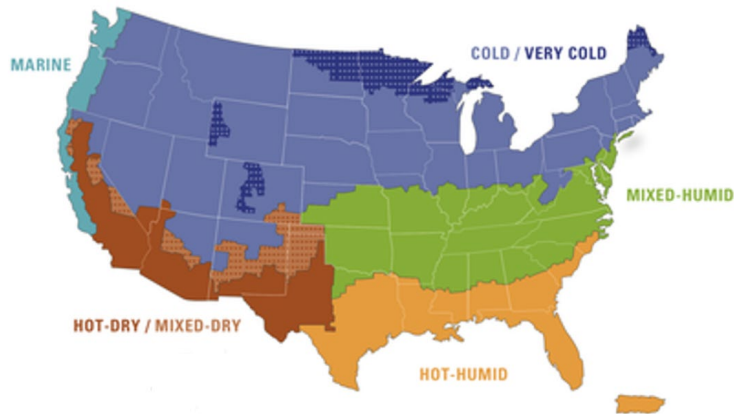 MARINE
COLD / VERY COLD
MIXED-HUMID
HOT-DRY / MIXED-DRY
HOT-HUMID